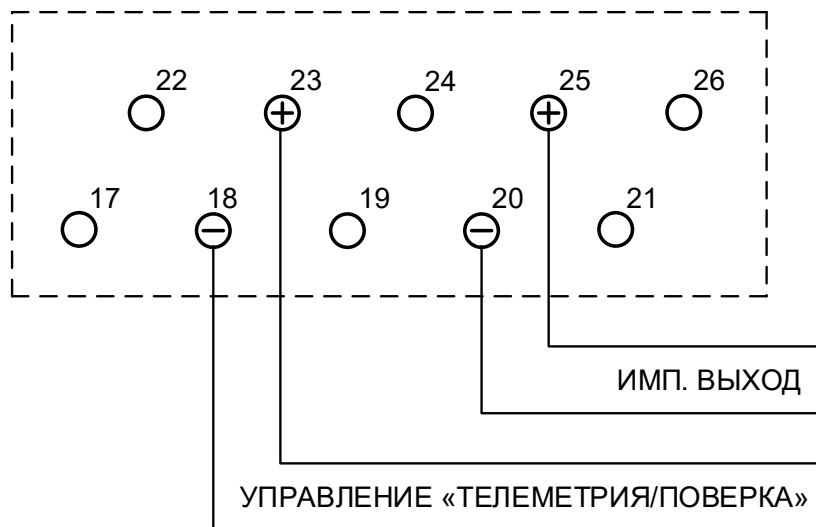 22 23 24 25 26
17 18 19 20 21
ИМП. ВЫХОД
УПРАВЛЕНИЕ «ТЕЛЕМЕТРИЯ/ПОВЕРКА»